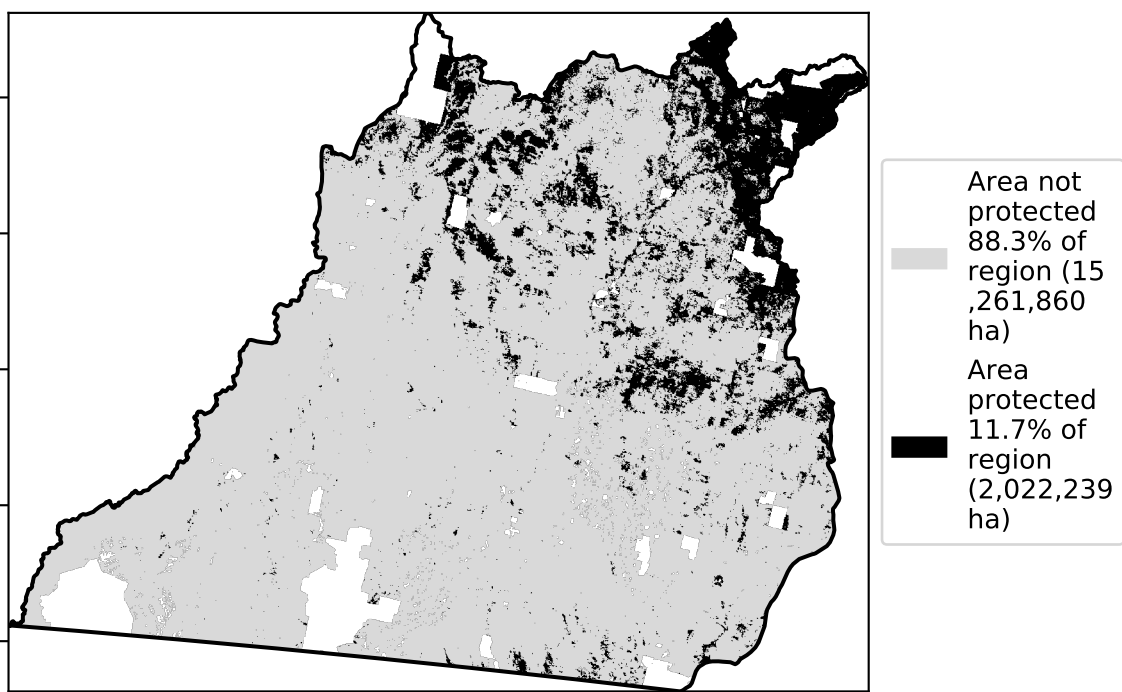 Area not
protected
88.3% of
region (15
,261,860
ha)
Area
protected
11.7% of
region
(2,022,239
ha)